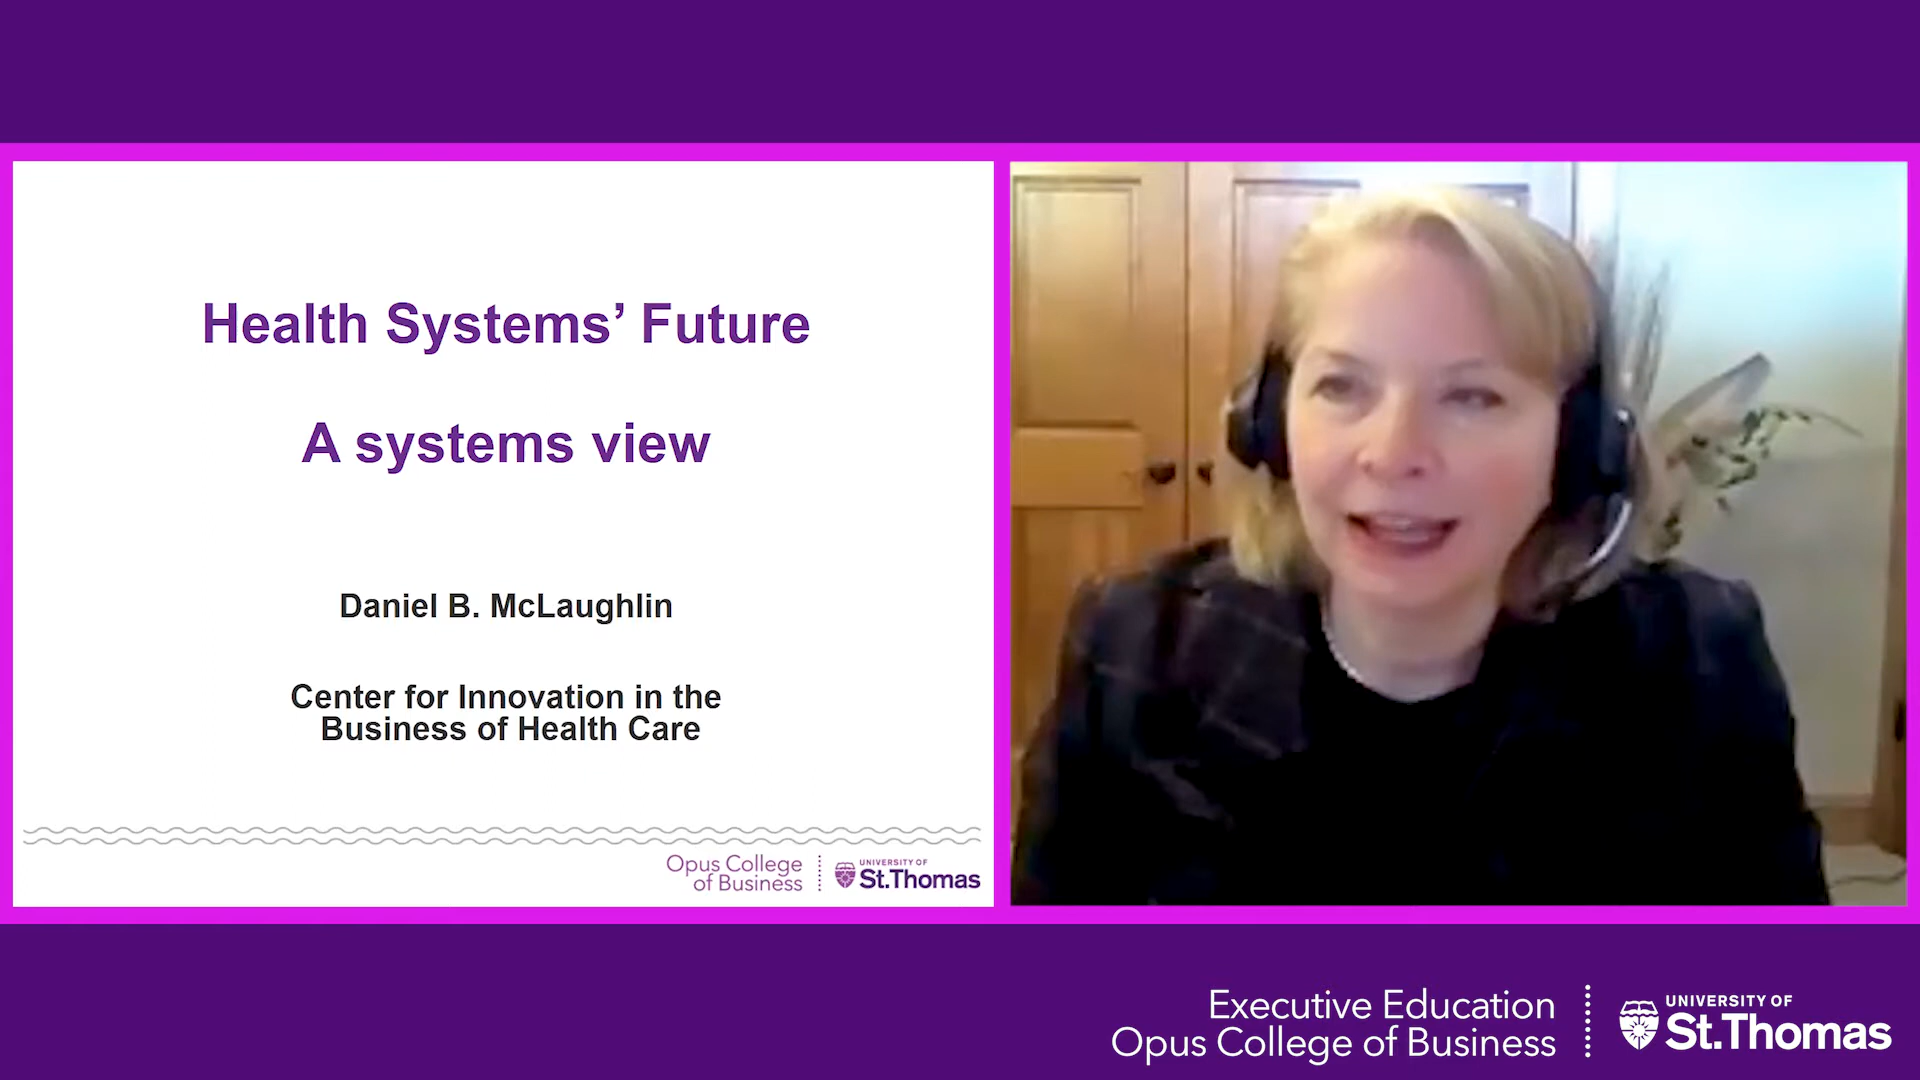 Health Systems’ Future
A systems view
Daniel B. McLaughlin
Center for Innovation in the
Business of Health Care
Opus College
of Business
UNIVERSITY OF
St.Thomas
Executive Education
Opus College of Business
UNIVERSITY OF
St.Thomas